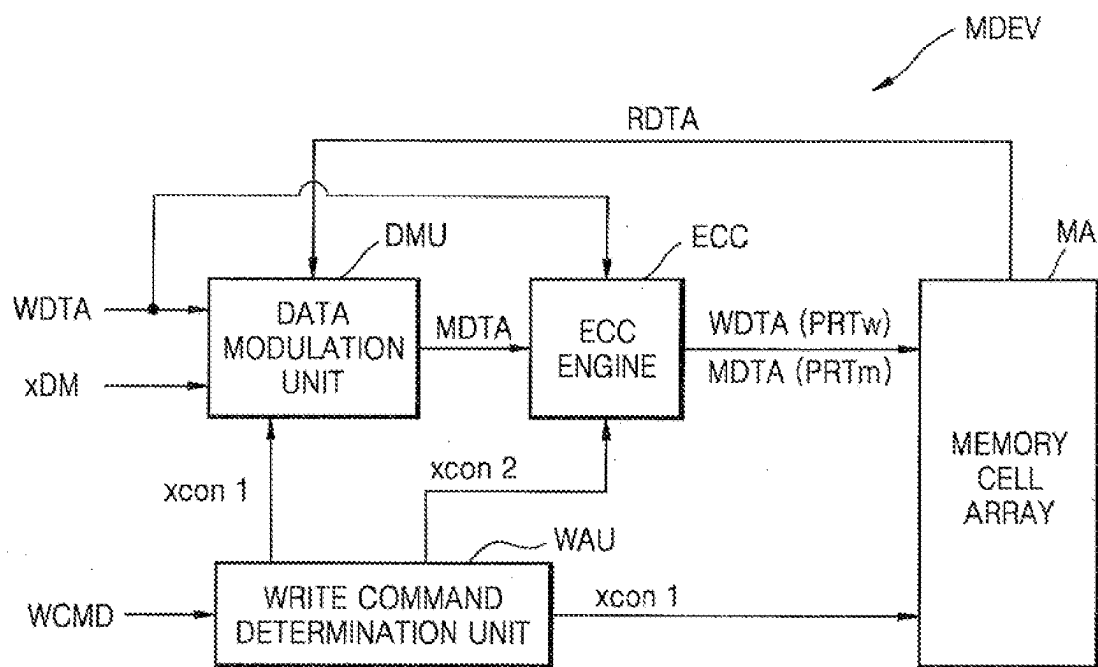 MDEV
RDTA
DMU
ECC
MA
WDTA
xDM
DATA
MODULATION
UNIT
MDTA
ECC
ENGINE
WDTA (PRTw)
MDTA (PRTm)
MEMORY
CELL
ARRAY
xcon 1
xcon 2
WAU
WCMD
WRITE COMMAND
DETERMINATION UNIT
xcon 1